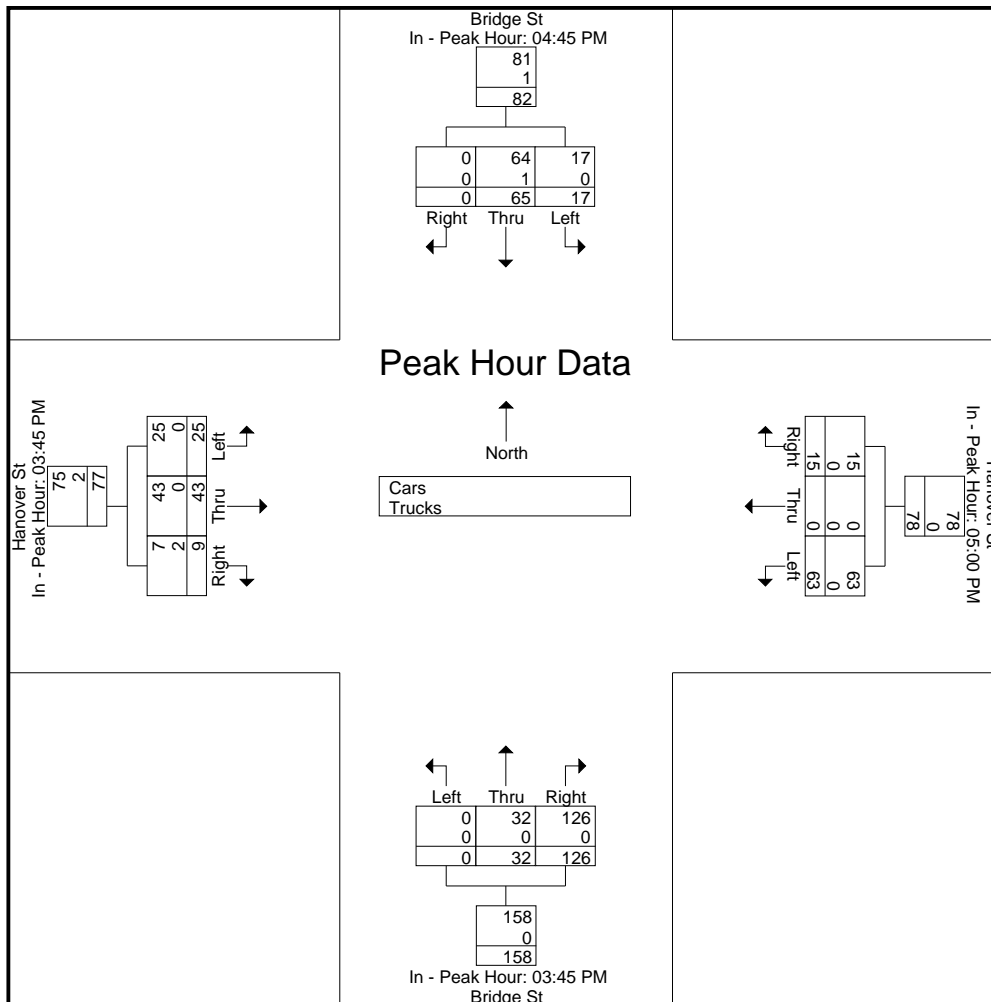 Bridge St
In - Peak Hour: 04:45 PM
81
1
82
0 64 17
0 1 0
0 65 17
Right Thru Left
Peak Hour Data
North
Cars
Trucks
Hanover St
In - Peak Hour: 03:45 PM
75
2
77
25 0 25
43 0 43
7 2 9
Left
Thru
Right
Right
Thru
Left
15 0 15
0 0 0
63 0 63
78
0
78
In - Peak Hour: 05:00 PM
Hanover St
Left Thru Right
0 32 126
0 0 0
0 32 126
158
0
158
In - Peak Hour: 03:45 PM
Bridge St